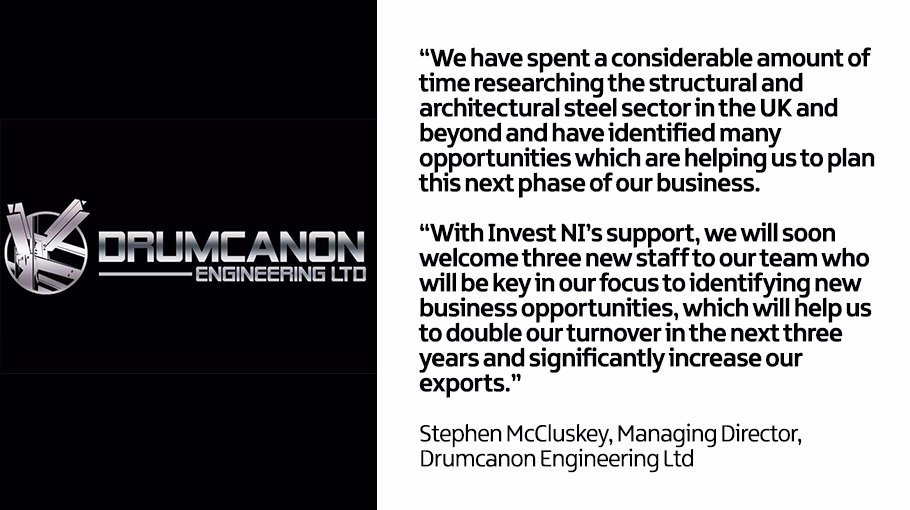 DRUMCANON
ENGINEERING LTD
“We have spent a considerable amount of
time researching the structural and
architectural steel sector in the UK and
beyond and have identified many
opportunities which are helping us to plan
this next phase of our business.
“With Invest NI’s support, we will soon
welcome three new staff to our team who
will be key in our focus to identifying new
business opportunities, which will help us
to double our turnover in the next three
years and significantly increase our
exports.”
Stephen McCluskey, Managing Director,
Drumcanon Engineering Ltd